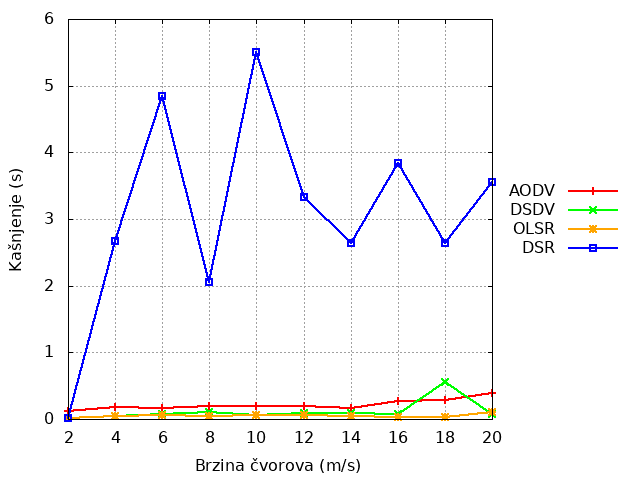 6
5
4
3
2
1
0
Kašnjenje (s)
2 4 6 8 10 12 14 16 18 20
Brzina čvorova (m/s)
AODV
DSDV
OLSR
DSR